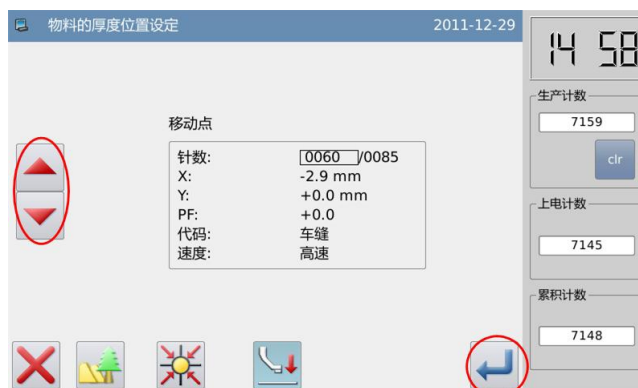 物料的厚度位置设定 2011-12-29
14 58
移动点
针数: 0060 /0085
X: -2.9 mm
Y: +0.0 mm
PF: +0.0
代码: 车缝
速度: 高速
生产计数
7159
clr
上电计数
7145
累积计数
7148